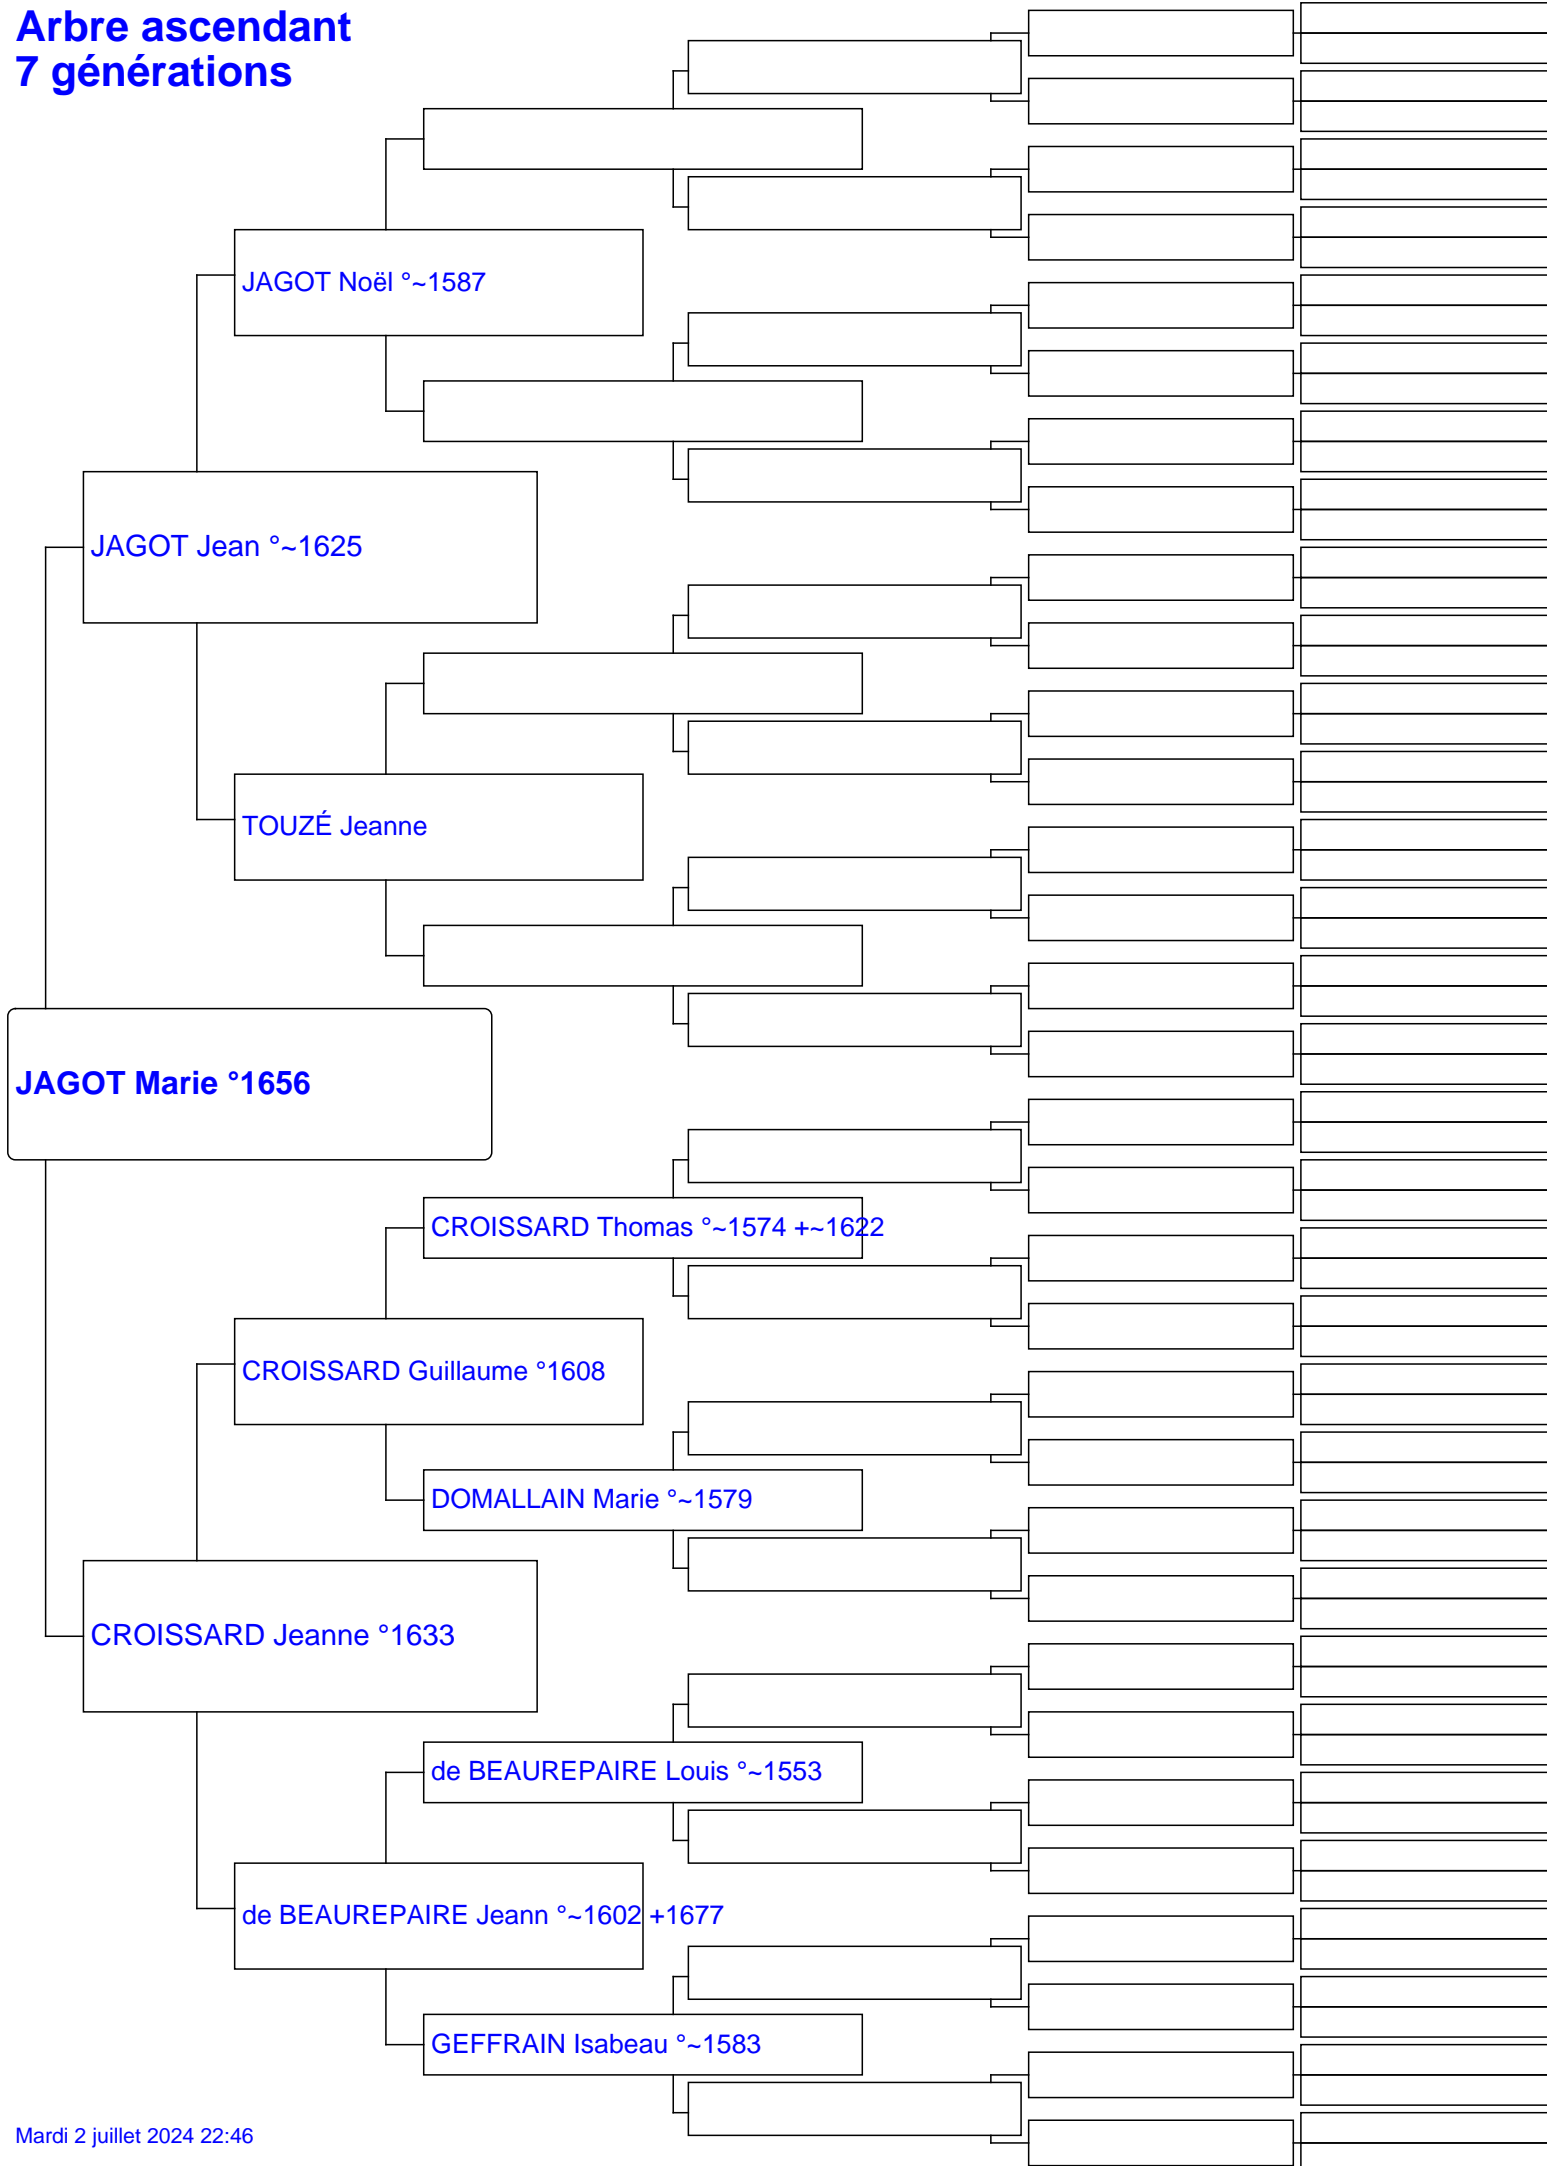 Arbre ascendant
7 générations
JAGOT Noël °~1587
JAGOT Jean °~1625
TOUZÉ Jeanne
JAGOT Marie °1656
CROISSARD Thomas °~1574 +~1622
CROISSARD Guillaume °1608
DOMALLAIN Marie °~1579
CROISSARD Jeanne °1633
de BEAUREPAIRE Louis °~1553
de BEAUREPAIRE Jeann °~1602 +1677
GEFFRAIN Isabeau °~1583
Mardi 2 juillet 2024 22:46